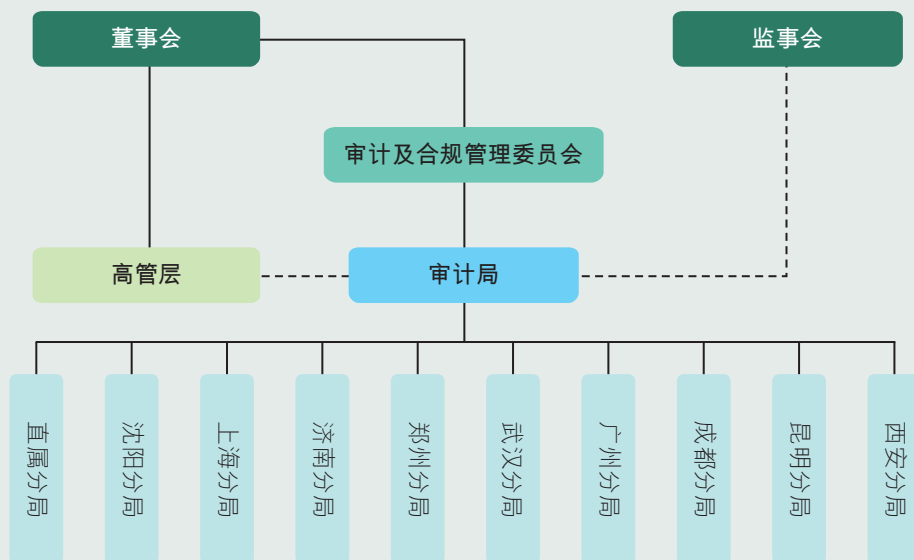 董事会
监事会
审计及合规管理委员会
高管层
审计局
直属分局
沈阳分局
上海分局
济南分局
郑州分局
武汉分局
广州分局
成都分局
昆明分局
西安分局